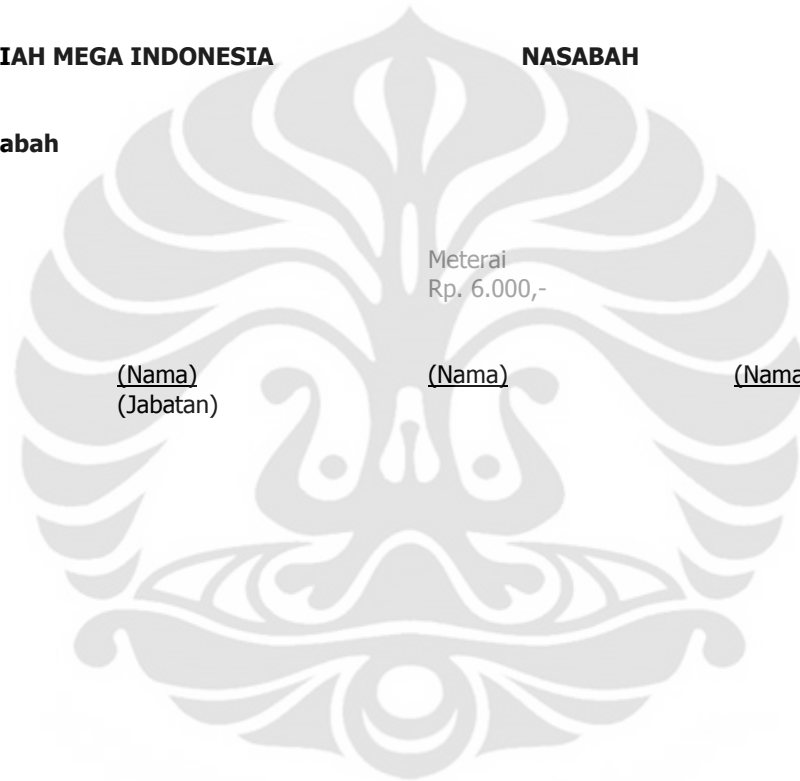 IAH MEGA INDONESIA NASABAH
abah
Meterai
Rp. 6.000,-
(Nama) (Nama) (Nama
(Jabatan)